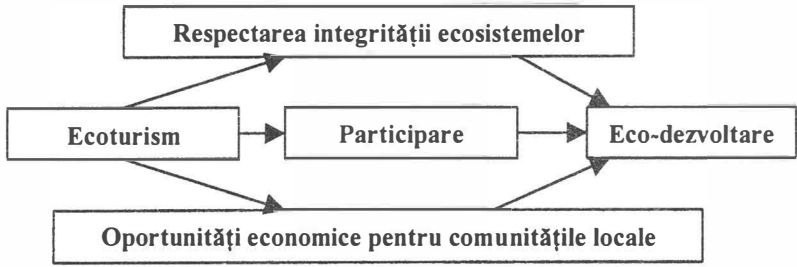 Respectarea integrității ecosistemelor
Ecoturism
Participare
Eco-dezvoltare
Oportunități economice pentru comunitățile locale